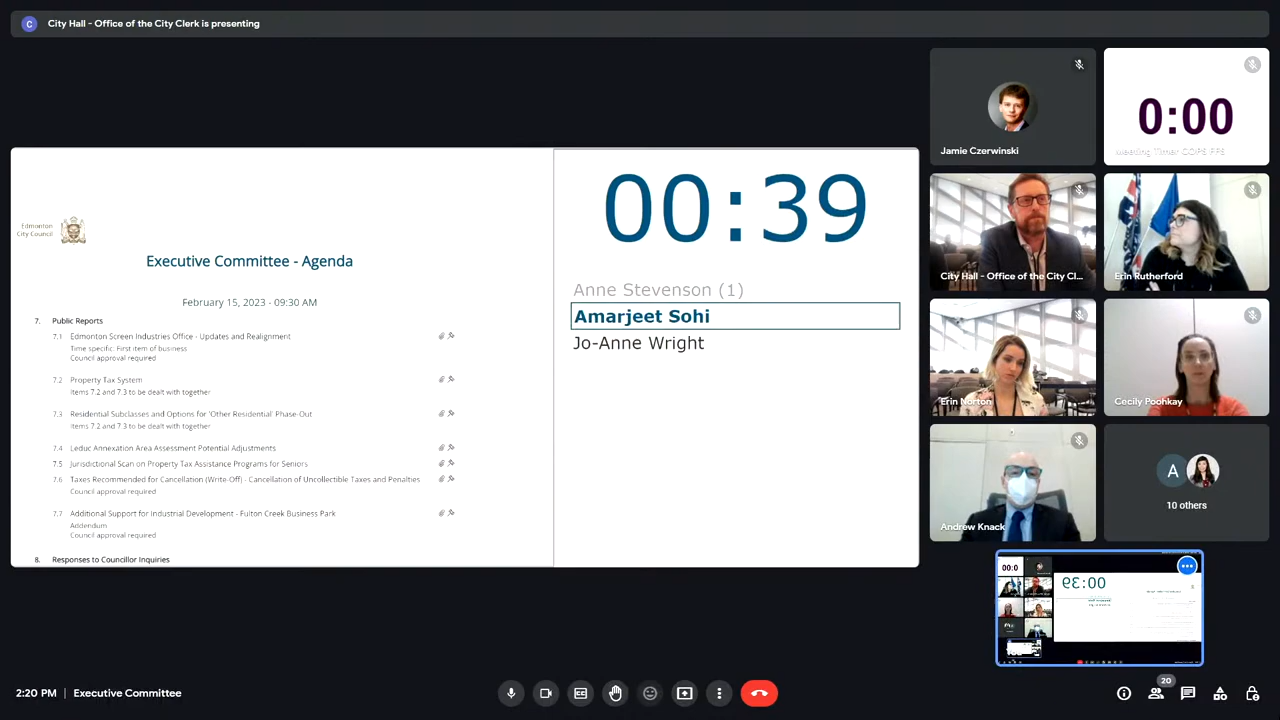 City Hall - Office of the City Clerk is presenting
Edmonton
City Council
Executive Committee - Agenda
February 15, 2023 - 09:30 AM
7. Public Reports
7.1 Edmonton Screen Industries Office - Updates and Realignment
Time specific: First item of business
Council approval required
7.2 Property Tax System
Items 7.2 and 7.3 to be dealt with together
7.3 Residential Subclasses and Options for 'Other Residential' Phase-Out
Items 7.2 and 7.3 to be dealt with together
7.4 Leduc Annexation Area Assessment Potential Adjustments
7.5 Jurisdictional Scan on Property Tax Assistance Programs for Seniors
7.6 Taxes Recommended for Cancellation (Write-Off) - Cancellation of Uncollectible Taxes and Penalties
Council approval required
7.7 Additional Support for Industrial Development - Fulton Creek Business Park
Addendum
Council approval required
8. Responses to Councillor Inquiries
00:39
Anne Stevenson (1)
Amarjeet Sohi
Jo-Anne Wright
Jamie Czerwinski
0:00
Meeting Timer
City Hall - Office of the City Cl...
Erin Rutherford
Erin Norton
Cecily Poohkay
Andrew Knack
A
10 others
00:0
00:39
2:20 PM | Executive Committee
20